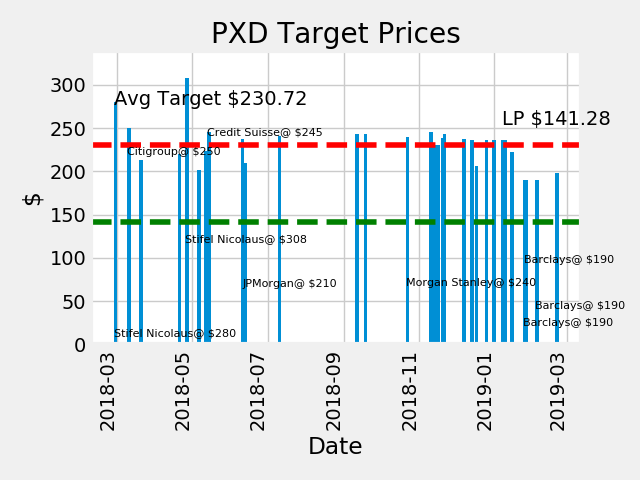 PXD Target Prices
300
250
200
150
100
50
0
$
Avg Target $230.72
LP $141.28
Credit Suisse@ $245
Citigroup@ $250
Stifel Nicolaus@ $308
Barclays@ $190
JPMorgan@ $210
Morgan Stanley@ $240
Barclays@ $190
Barclays@ $190
Stifel Nicolaus@ $280
2018-03
2018-05
2018-07
2018-09
2018-11
2019-01
2019-03
Date